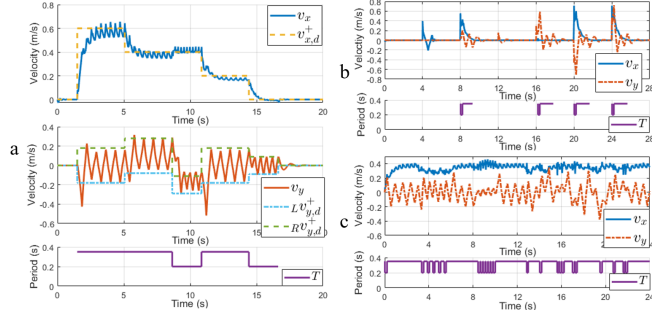 a
Velocity (m/s)
0.8
0.6
0.4
0.2
0
0 5 10 15 20
Time (s)
v_x
v^+_{x,d}
Velocity (m/s)
0.4
0.2
0
-0.2
-0.4
-0.6
0 5 10 15 20
Time (s)
v_y
_Lv^+_{y,d}
_Rv^+_{y,d}
Period (s)
0.4
0.2
0
0 5 10 15 20
Time (s)
T
b
Velocity (m/s)
0.8
0.6
0.4
0.2
0
-0.2
-0.4
-0.6
-0.8
0 4 8 12 16 20 24 28
Time (s)
v_x
v_y
Period (s)
0.4
0.2
0
T
c
Velocity (m/s)
0.4
0.2
0
-0.2
-0.4
-0.6
0 4 8 12 16 20 24
Time (s)
v_x
v_y
Period (s)
0.4
0.2
0
0 4 8 12 16 20 24
Time (s)
T